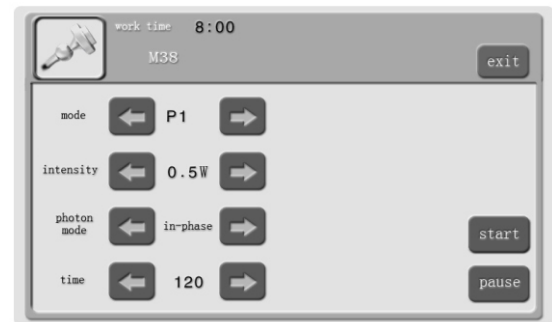 work time 8:00
M38
exit
mode P1
intensity 0.5W
photon
mode
in-phase
start
time 120
pause